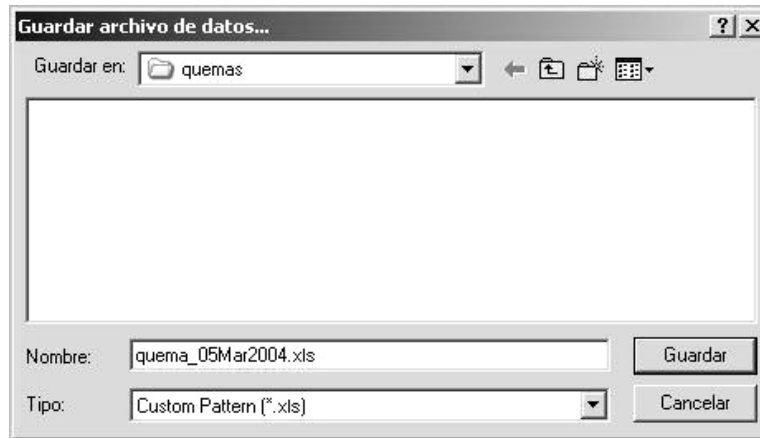 Guardar archivo de datos...
Guardar en: quemas
Nombre: quema_05Mar2004.xls Guardar
Tipo: Custom Pattern (*.xls) Cancelar